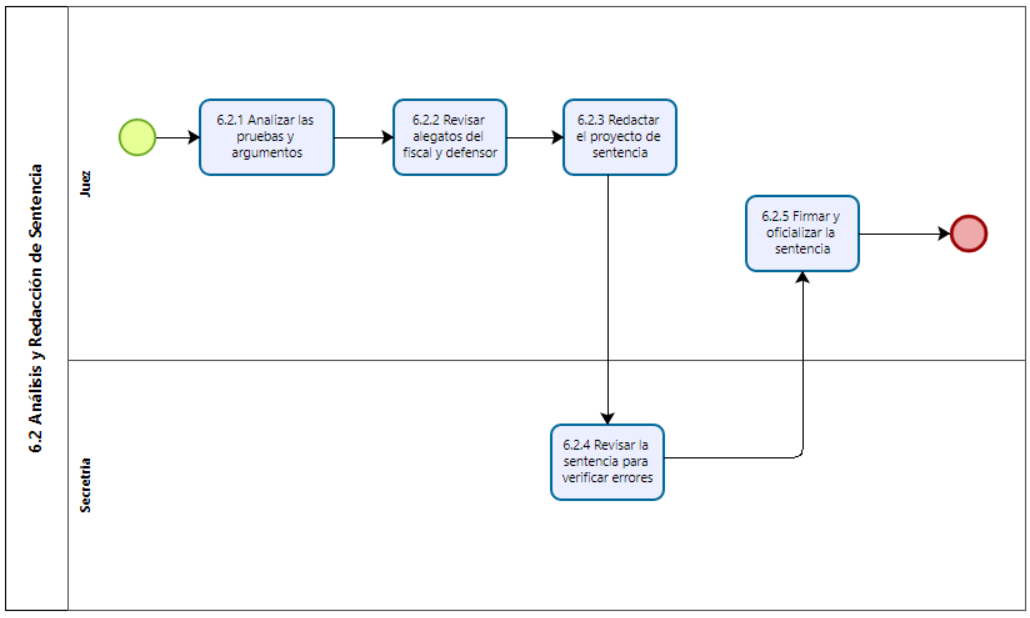 6.2 Análisis y Redacción de Sentencia
Juez
6.2.1 Analizar las
pruebas y
argumentos
6.2.2 Revisar
alegatos del
fiscal y defensor
6.2.3 Redactar
el proyecto de
sentencia
6.2.5 Firmar y
oficializar la
sentencia
Secretria
6.2.4 Revisar la
sentencia para
verificar errores